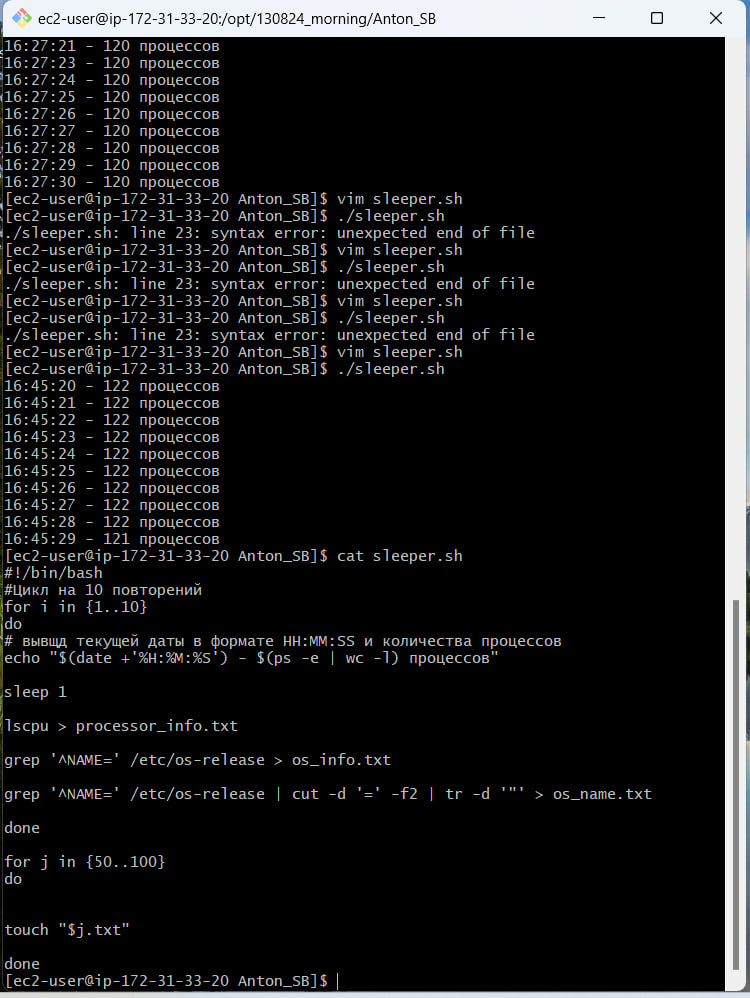 ec2-user@ip-172-31-33-20:/opt/130824_morning/Anton_SB
16:27:21 - 120 процессов
16:27:23 - 120 процессов
16:27:24 - 120 процессов
16:27:25 - 120 процессов
16:27:26 - 120 процессов
16:27:27 - 120 процессов
16:27:28 - 120 процессов
16:27:29 - 120 процессов
16:27:30 - 120 процессов
[ec2-user@ip-172-31-33-20 Anton_SB]$ vim sleeper.sh
[ec2-user@ip-172-31-33-20 Anton_SB]$ ./sleeper.sh
./sleeper.sh: line 23: syntax error: unexpected end of file
[ec2-user@ip-172-31-33-20 Anton_SB]$ vim sleeper.sh
[ec2-user@ip-172-31-33-20 Anton_SB]$ ./sleeper.sh
./sleeper.sh: line 23: syntax error: unexpected end of file
[ec2-user@ip-172-31-33-20 Anton_SB]$ vim sleeper.sh
[ec2-user@ip-172-31-33-20 Anton_SB]$ ./sleeper.sh
./sleeper.sh: line 23: syntax error: unexpected end of file
[ec2-user@ip-172-31-33-20 Anton_SB]$ vim sleeper.sh
[ec2-user@ip-172-31-33-20 Anton_SB]$ ./sleeper.sh
16:45:20 - 122 процессов
16:45:21 - 122 процессов
16:45:22 - 122 процессов
16:45:23 - 122 процессов
16:45:24 - 122 процессов
16:45:25 - 122 процессов
16:45:26 - 122 процессов
16:45:27 - 122 процессов
16:45:28 - 122 процессов
16:45:29 - 121 процессов
[ec2-user@ip-172-31-33-20 Anton_SB]$ cat sleeper.sh
#!/bin/bash
#Цикл на 10 повторений
for i in {1..10}
do
# вывщд текущей даты в формате HH:MM:SS и количества процессов
echo "$(date +'%H:%M:%S') - $(ps -e | wc -l) процессов"
sleep 1
lscpu > processor_info.txt
grep '^NAME=' /etc/os-release > os_info.txt
grep '^NAME=' /etc/os-release | cut -d '=' -f2 | tr -d '"' > os_name.txt
done
for j in {50..100}
do
touch "$j.txt"
done
[ec2-user@ip-172-31-33-20 Anton_SB]$